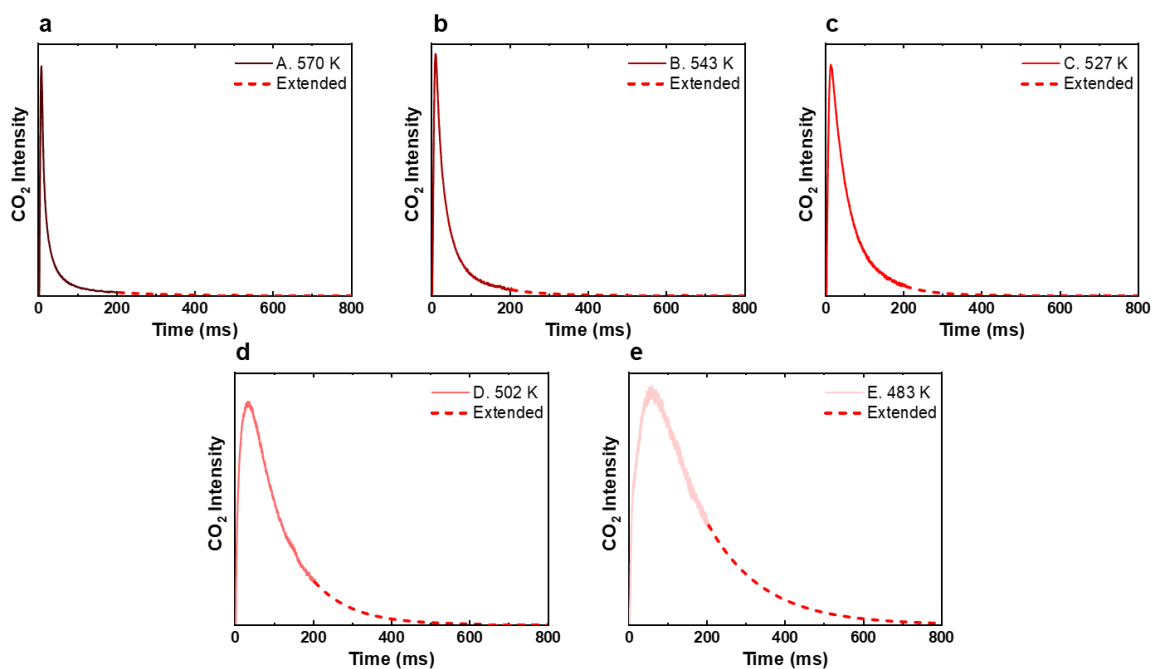 a
A. 570 K
Extended
CO₂ Intensity
0 200 400 600 800
Time (ms)
b
B. 543 K
Extended
CO₂ Intensity
0 200 400 600 800
Time (ms)
c
C. 527 K
Extended
CO₂ Intensity
0 200 400 600 800
Time (ms)
d
D. 502 K
Extended
CO₂ Intensity
0 200 400 600 800
Time (ms)
e
E. 483 K
Extended
CO₂ Intensity
0 200 400 600 800
Time (ms)